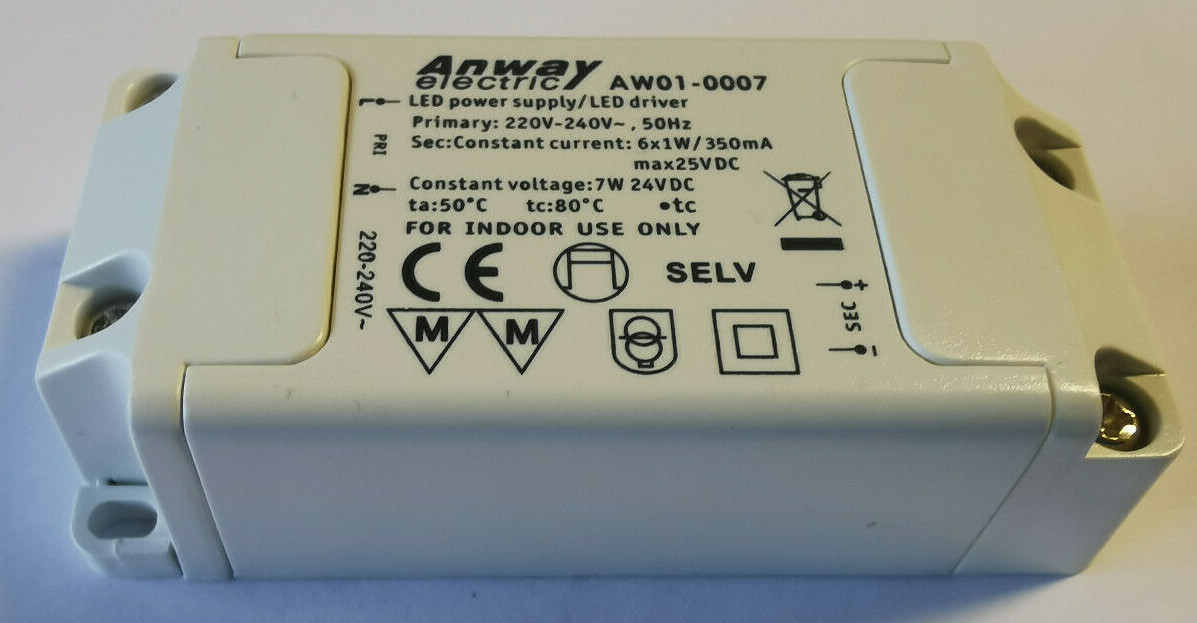 Anway
electric AW01-0007
L LED power supply/LED driver
Primary: 220V-240V~, 50Hz
PRI
Sec:Constant current: 6x1W/350mA
max25VDC
N Constant voltage:7W 24VDC
ta:50°C tc:80°C •tc
FOR INDOOR USE ONLY
220-240V~
CE SELV
+
SEC
-
M M